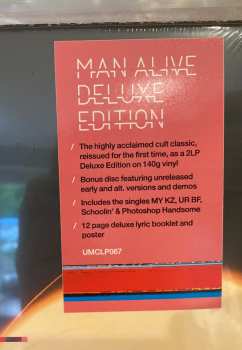 MAN ALIVE
DELUXE
EDITION
/ The highly acclaimed cult classic,
reissued for the first time, as a 2LP
Deluxe Edition on 140g vinyl
/ Bonus disc featuring unreleased
early and alt. versions and demos
/ Includes the singles MY KZ, UR BF,
Schoolin' & Photoshop Handsome
/ 12 page deluxe lyric booklet and
poster
UMCLP067